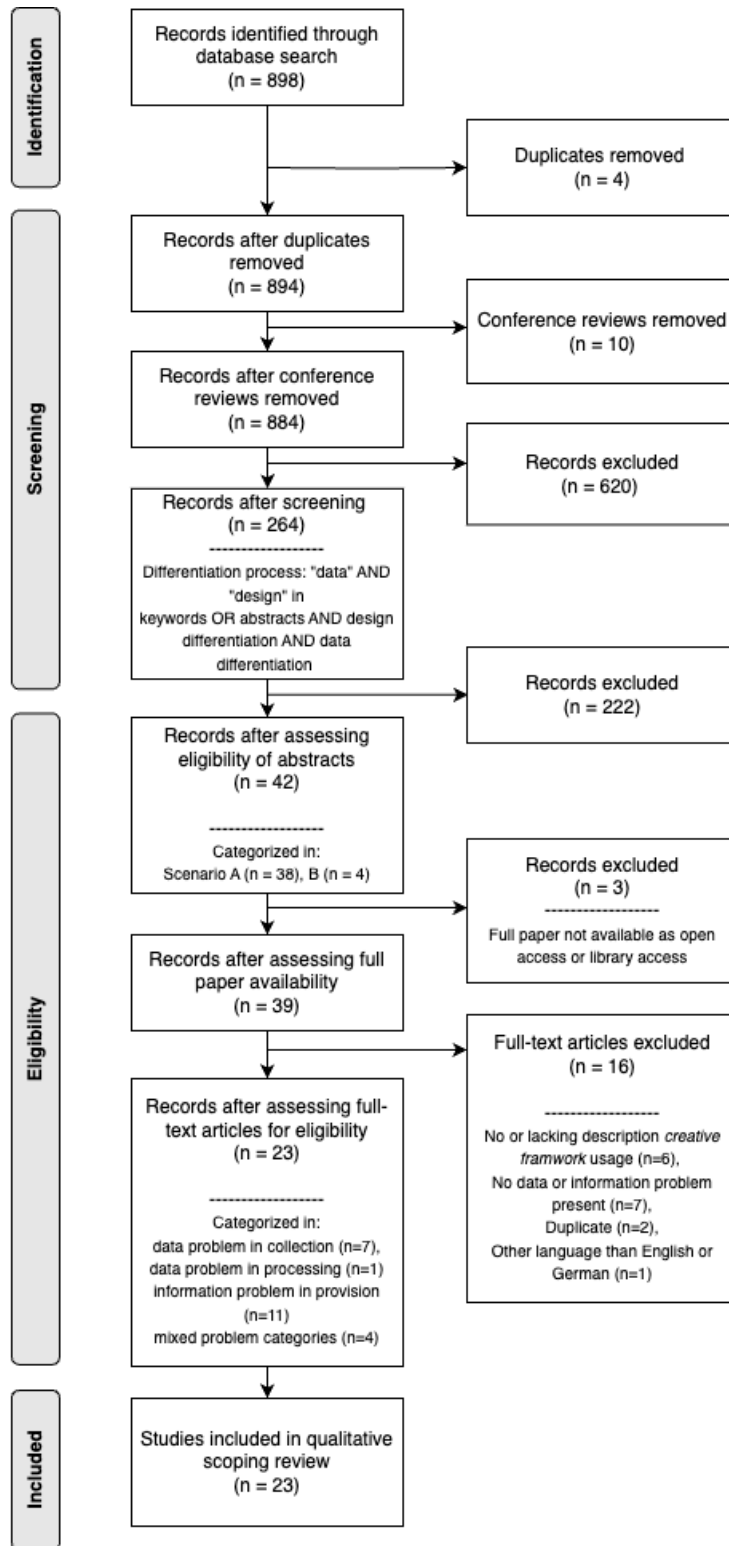 Identification
Records identified through
database search
(n = 898)
Duplicates removed
(n = 4)
Screening
Records after duplicates
removed
(n = 894)
Conference reviews removed
(n = 10)
Records after conference
reviews removed
(n = 884)
Records excluded
(n = 620)
Records after screening
(n = 264)
-------------------
Differentiation process: "data" AND
"design" in
keywords OR abstracts AND design
differentiation AND data
differentiation
Records excluded
(n = 222)
Eligibility
Records after assessing
eligibility of abstracts
(n = 42)
-------------------
Categorized in:
Scenario A (n = 38), B (n = 4)
Records excluded
(n = 3)
-------------------
Full paper not available as open
access or library access
Records after assessing full
paper availability
(n = 39)
Full-text articles excluded
(n = 16)
-------------------
No or lacking description creative
framwork usage (n=6),
No data or information problem
present (n=7),
Duplicate (n=2),
Other language than English or
German (n=1)
Records after assessing full-
text articles for eligibility
(n = 23)
-------------------
Categorized in:
data problem in collection (n=7),
data problem in processing (n=1)
information problem in provision
(n=11)
mixed problem categories (n=4)
Included
Studies included in qualitative
scoping review
(n = 23)